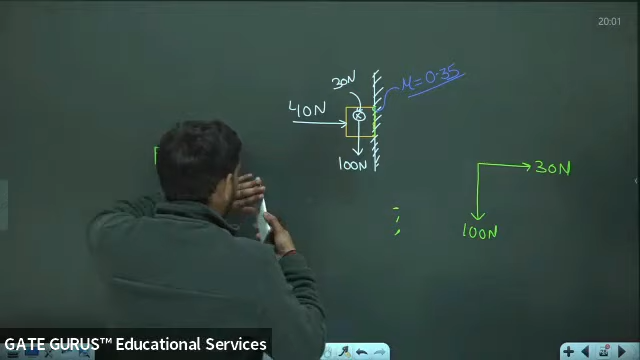 20:01
30N
μ = 0.35
40N
100N
30N
100N
GATE GURUS™ Educational Services